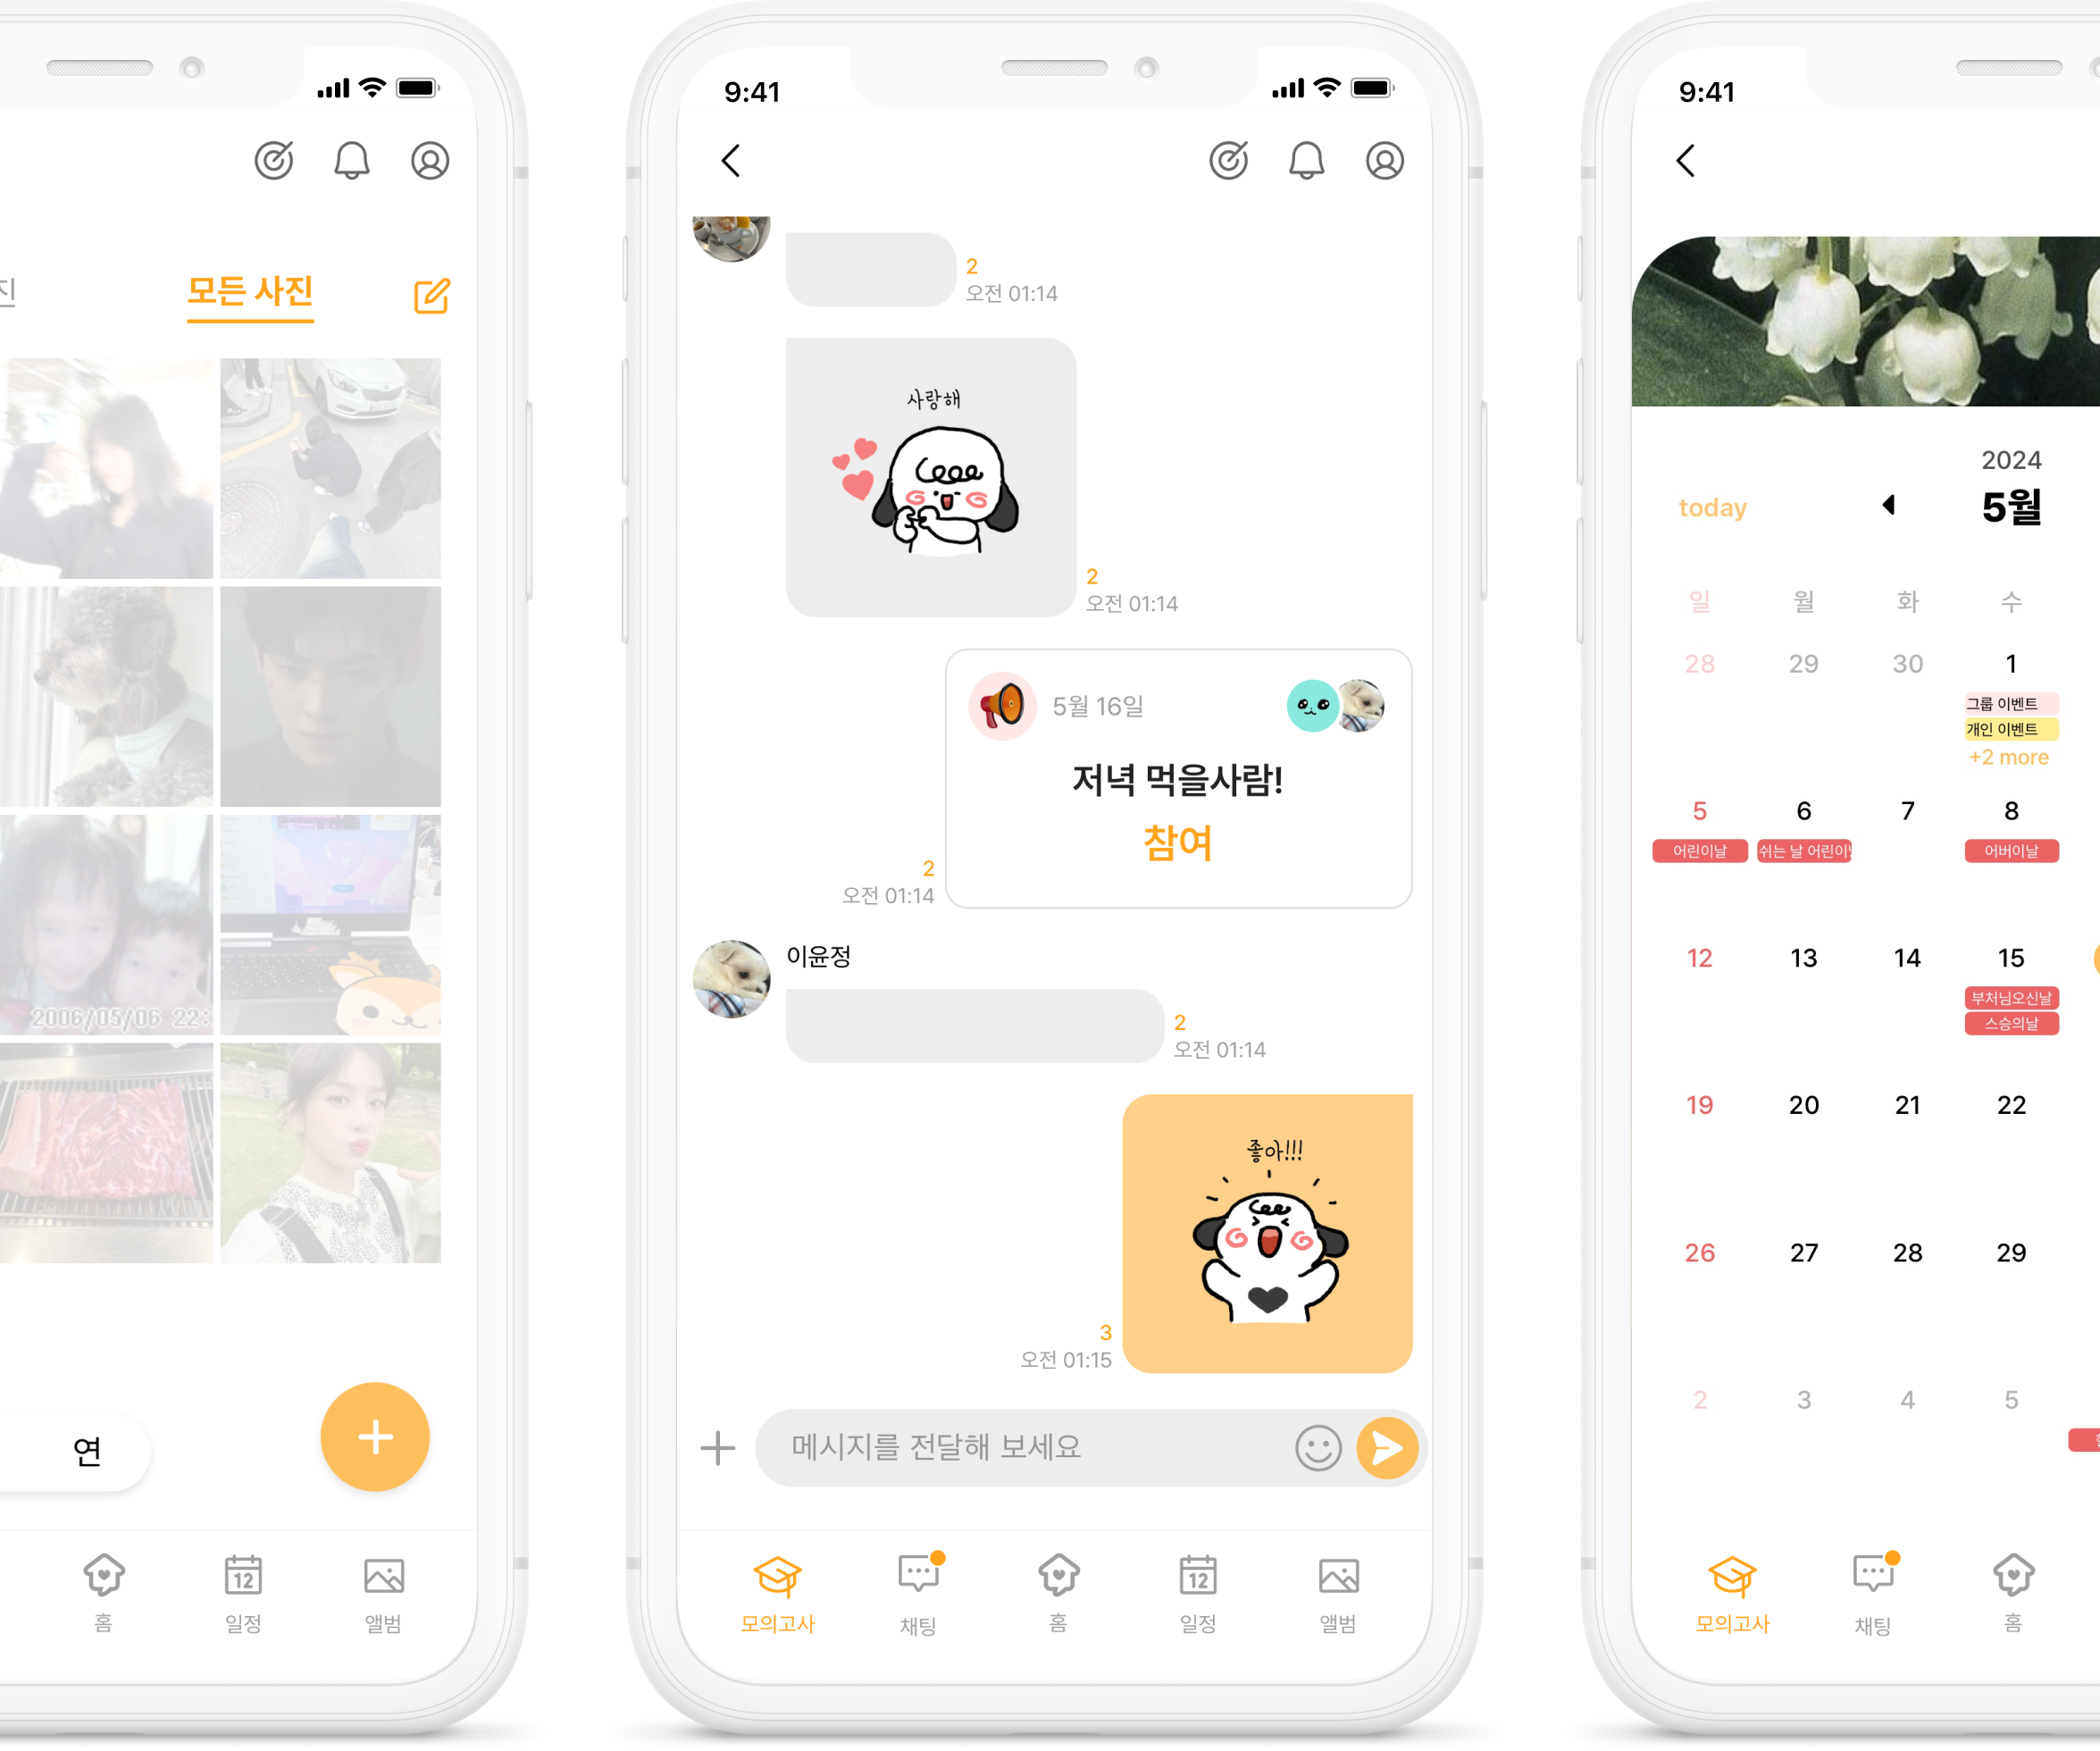 진
모든 사진
2006/05/06 22:
연
12
홈
일정
앨범
9:41
2
오전 01:14
사랑해
2
오전 01:14
5월 16일
저녁 먹을사람!
참여
2
오전 01:14
이윤정
2
오전 01:14
좋아!!!
3
오전 01:15
메시지를 전달해 보세요
12
모의고사
채팅
홈
일정
앨범
9:41
2024
today
5월
일 월 화 수
28 29 30 1
그룹 이벤트
개인 이벤트
+2 more
5 6 7 8
어린이날 쉬는 날 어린이날 어버이날
12 13 14 15
부처님오신날
스승의날
19 20 21 22
26 27 28 29
2 3 4 5
모의고사
채팅
홈